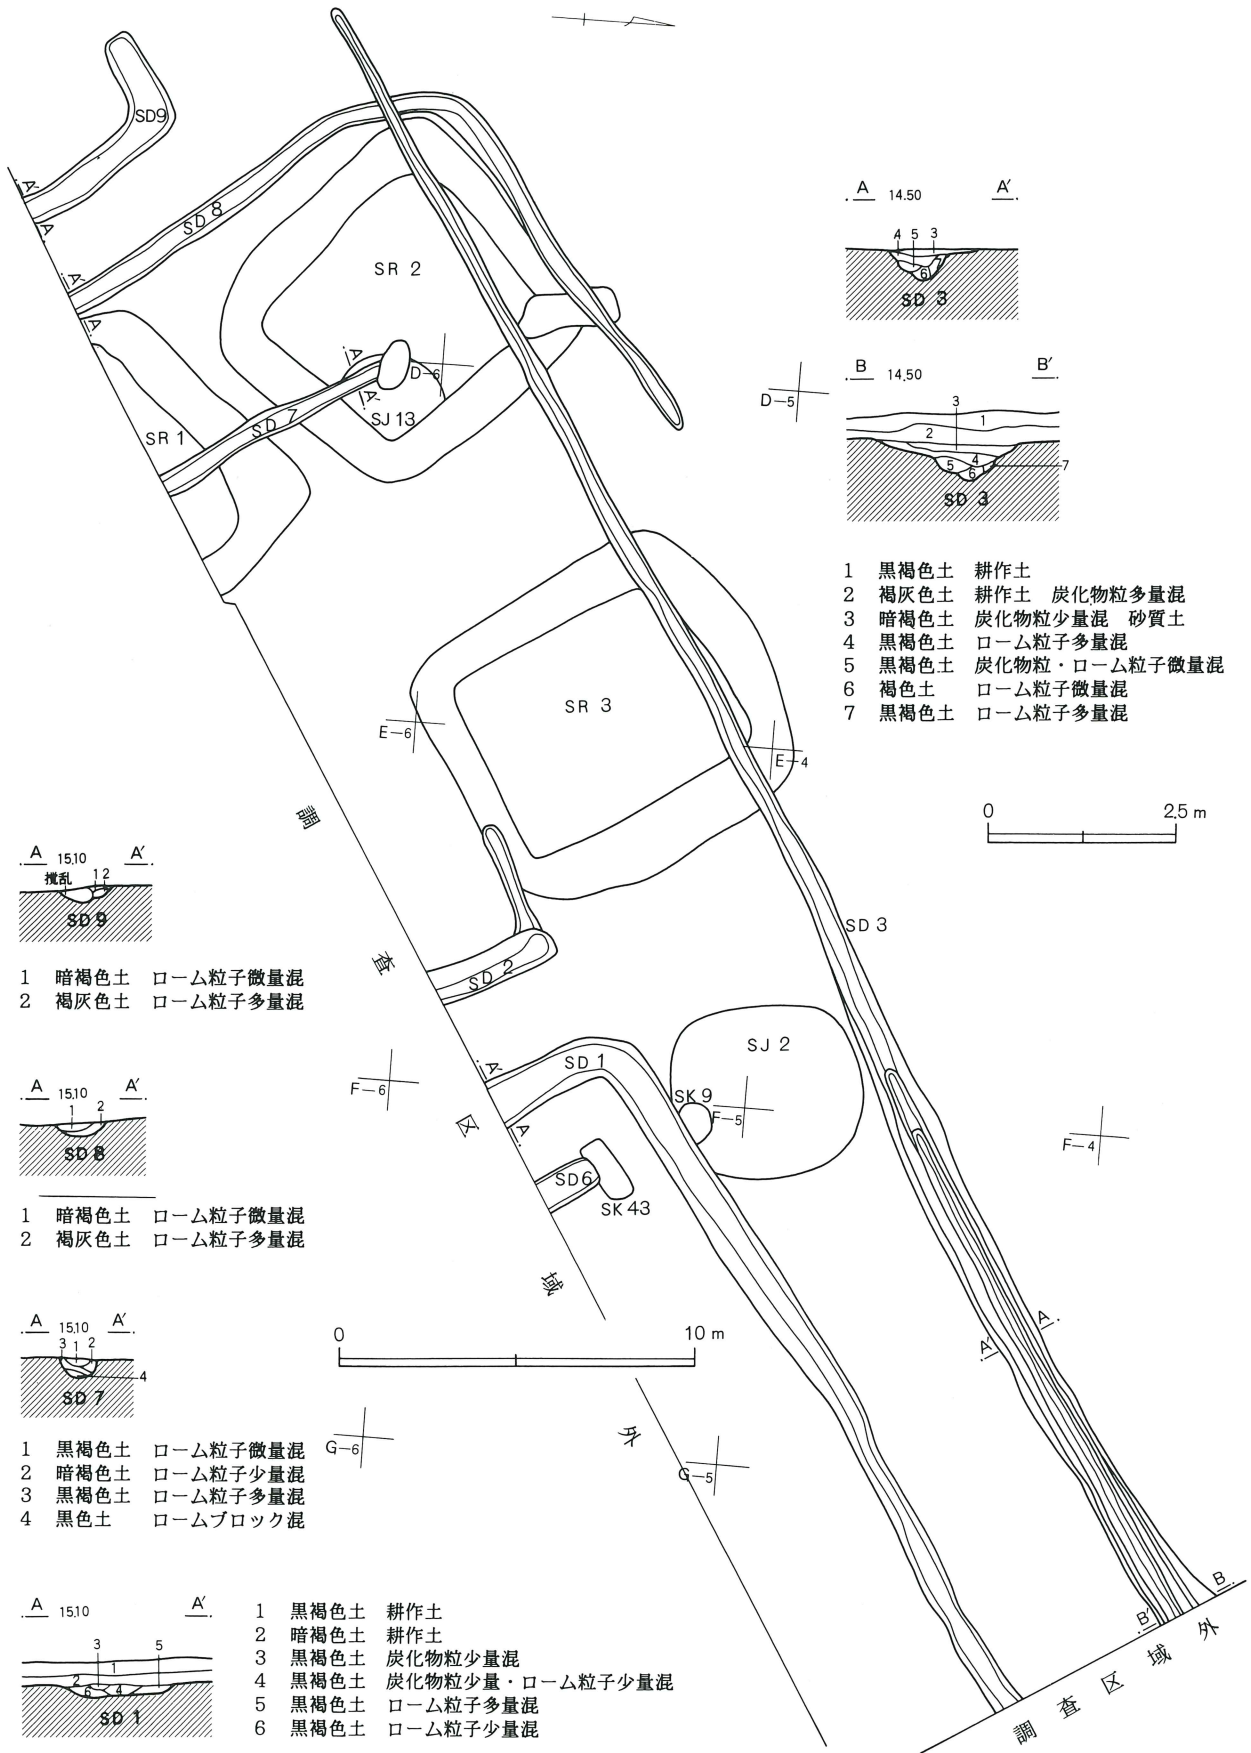 SD9
A′
A
SD 8
A′
A
SR 2
A
A′
D-6
SJ 13
SD 7
SR 1
D-5
A 14.50 A′
4 5 3
6 7
SD 3
B 14.50 B′
3
1
2
5 4
6
7
SD 3
1 黒褐色土 耕作土
2 褐灰色土 耕作土 炭化物粒多量混
3 暗褐色土 炭化物粒少量混 砂質土
4 黒褐色土 ローム粒子多量混
5 黒褐色土 炭化物粒・ローム粒子微量混
6 褐色土 ローム粒子微量混
7 黒褐色土 ローム粒子多量混
0 2.5 m
SR 3
E-6
E-4
調査区域外
SD 3
SD 2
A′
SD 1
A
SJ 2
SK 9
F-5
F-6
F-4
SD6
SK 43
A
A′
0 10 m
G-6
G-5
B
B′
調査区域外
A 15.10 A′
撹乱 1 2
SD 9
1 暗褐色土 ローム粒子微量混
2 褐灰色土 ローム粒子多量混
A 15.10 A′
1 2
SD 8
1 暗褐色土 ローム粒子微量混
2 褐灰色土 ローム粒子多量混
A 15.10 A′
3 1 2
4
SD 7
1 黒褐色土 ローム粒子微量混
2 暗褐色土 ローム粒子少量混
3 黒褐色土 ローム粒子多量混
4 黒色土 ロームブロック混
A 15.10 A′
3 5
1
2
6 4
SD 1
1 黒褐色土 耕作土
2 暗褐色土 耕作土
3 黒褐色土 炭化物粒少量混
4 黒褐色土 炭化物粒少量・ローム粒子少量混
5 黒褐色土 ローム粒子多量混
6 黒褐色土 ローム粒子少量混